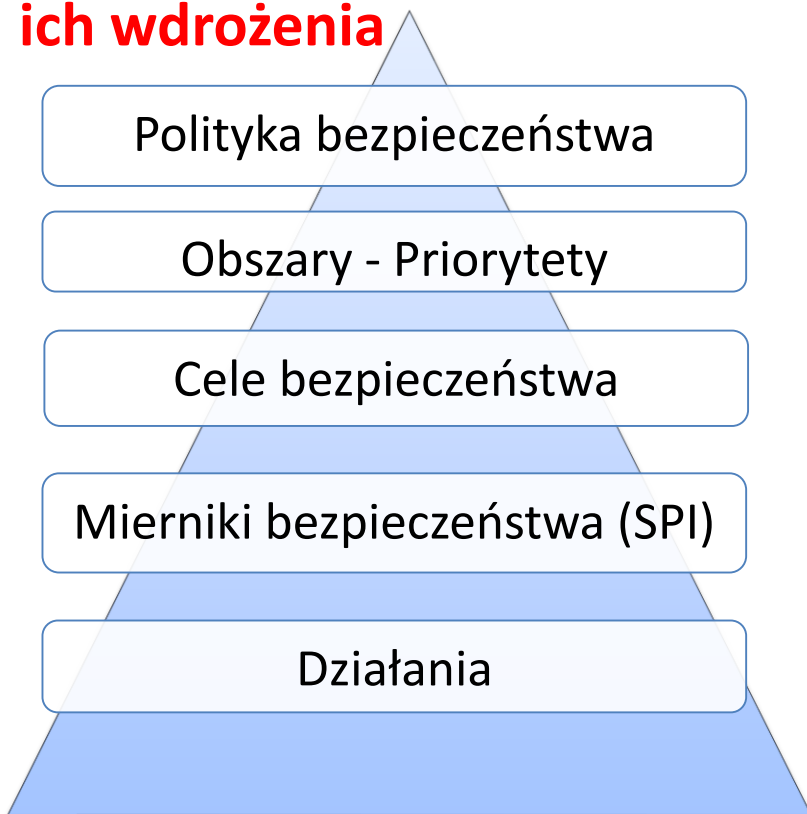 ich wdrożenia
Polityka bezpieczeństwa
Obszary - Priorytety
Cele bezpieczeństwa
Mierniki bezpieczeństwa (SPI)
Działania